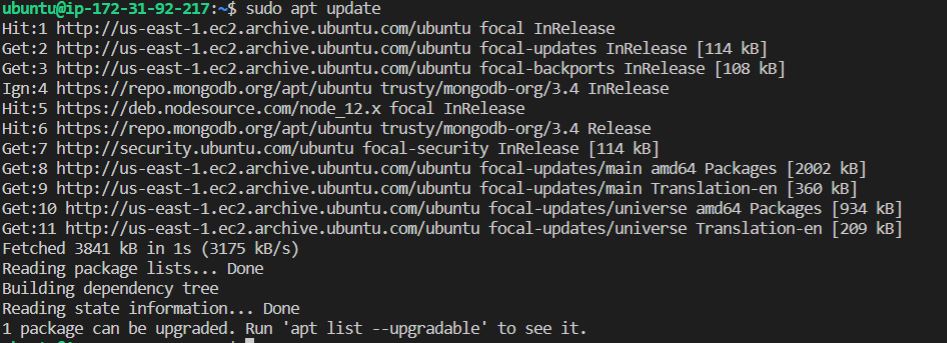 ubuntu@ip-172-31-92-217:~$ sudo apt update
Hit:1 http://us-east-1.ec2.archive.ubuntu.com/ubuntu focal InRelease
Get:2 http://us-east-1.ec2.archive.ubuntu.com/ubuntu focal-updates InRelease [114 kB]
Get:3 http://us-east-1.ec2.archive.ubuntu.com/ubuntu focal-backports InRelease [108 kB]
Ign:4 https://repo.mongodb.org/apt/ubuntu trusty/mongodb-org/3.4 InRelease
Hit:5 https://deb.nodesource.com/node_12.x focal InRelease
Hit:6 https://repo.mongodb.org/apt/ubuntu trusty/mongodb-org/3.4 Release
Get:7 http://security.ubuntu.com/ubuntu focal-security InRelease [114 kB]
Get:8 http://us-east-1.ec2.archive.ubuntu.com/ubuntu focal-updates/main amd64 Packages [2002 kB]
Get:9 http://us-east-1.ec2.archive.ubuntu.com/ubuntu focal-updates/main Translation-en [360 kB]
Get:10 http://us-east-1.ec2.archive.ubuntu.com/ubuntu focal-updates/universe amd64 Packages [934 kB]
Get:11 http://us-east-1.ec2.archive.ubuntu.com/ubuntu focal-updates/universe Translation-en [209 kB]
Fetched 3841 kB in 1s (3175 kB/s)
Reading package lists... Done
Building dependency tree
Reading state information... Done
1 package can be upgraded. Run 'apt list --upgradable' to see it.